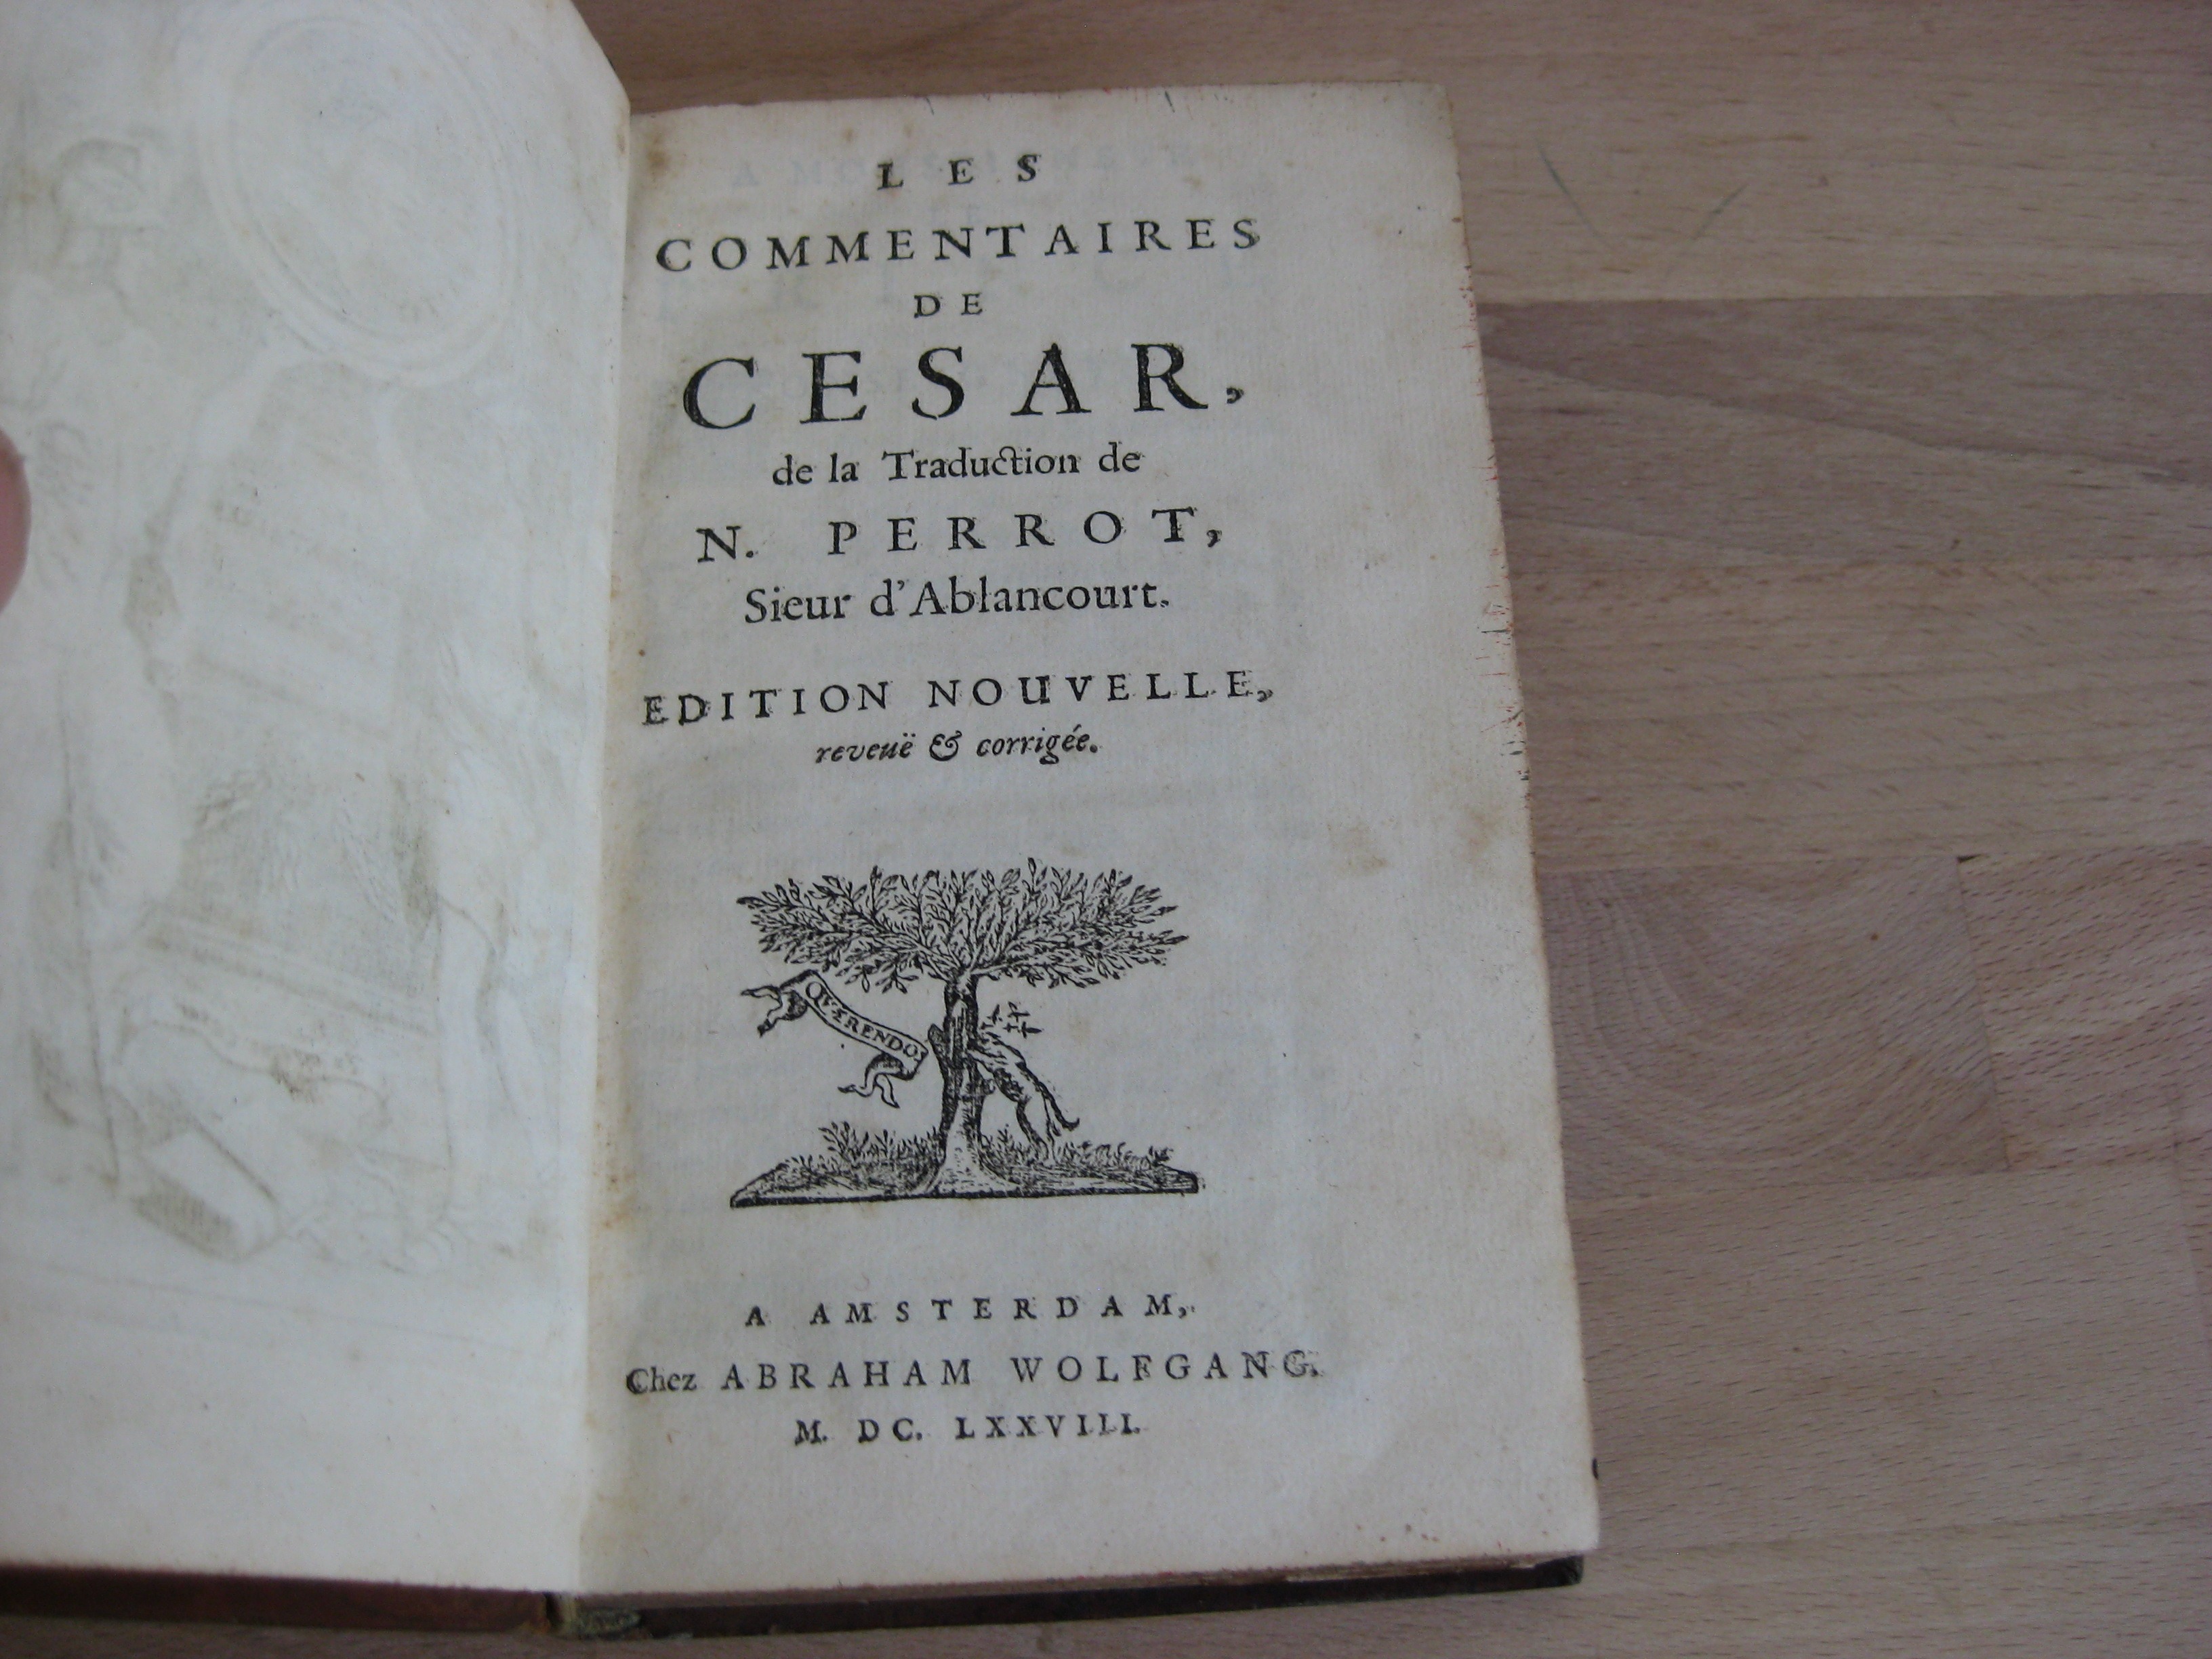 LES
COMMENTAIRES
DE
CESAR,
de la Traduction de
N. PERROT,
Sieur d'Ablancourt.
EDITION NOUVELLE,
reveuë & corrigée.
QVÆRENDO.
A AMSTERDAM,
Chez ABRAHAM WOLFGANG.
M. DC. LXXVIII.